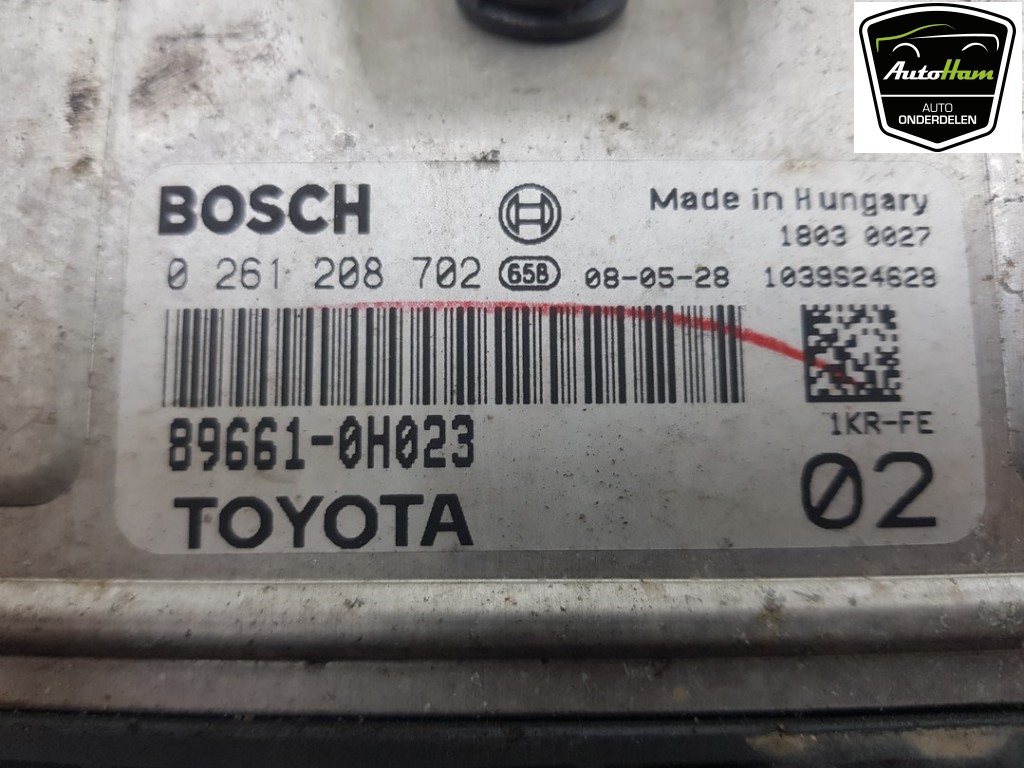 AutoHam
AUTO
ONDERDELEN
BOSCH
Made in Hungary
1803 0027
0 261 208 702 65B 08-05-28 1039S24628
1KR-FE
89661-0H023
02
TOYOTA